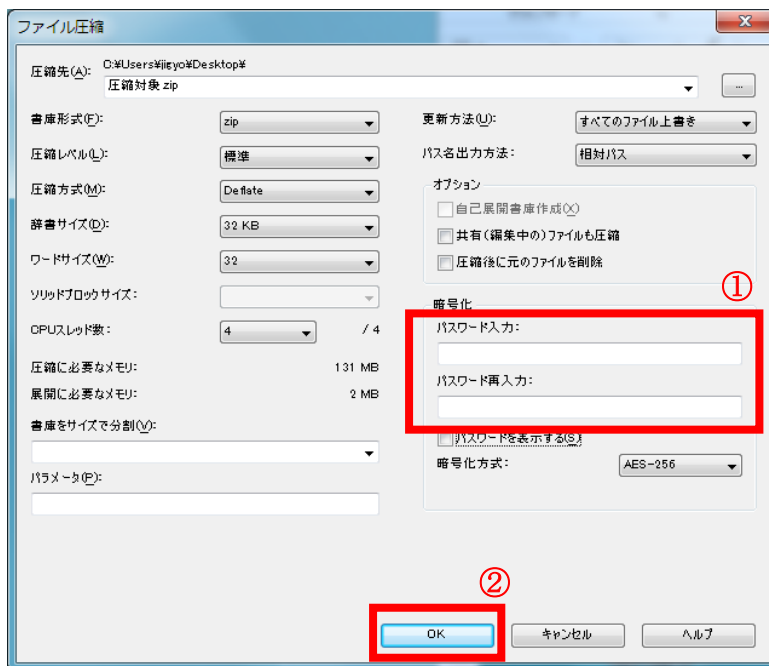 ファイル圧縮
圧縮先(A): C:¥Users¥jigyo¥Desktop¥
圧縮対象.zip
...
書庫形式(F): zip
圧縮レベル(L): 標準
圧縮方式(M): Deflate
辞書サイズ(D): 32 KB
ワードサイズ(W): 32
ソリッドブロックサイズ:
CPUスレッド数: 4 / 4
圧縮に必要なメモリ: 131 MB
展開に必要なメモリ: 2 MB
書庫をサイズで分割(V):
パラメータ(P):
更新方法(U): すべてのファイル上書き
パス名出力方法: 相対パス
オプション
自己展開書庫作成(X)
共有(編集中の)ファイルも圧縮
圧縮後に元のファイルを削除
①
暗号化
パスワード入力:
パスワード再入力:
パスワードを表示する(S)
暗号化方式: AES-256
②
OK キャンセル ヘルプ